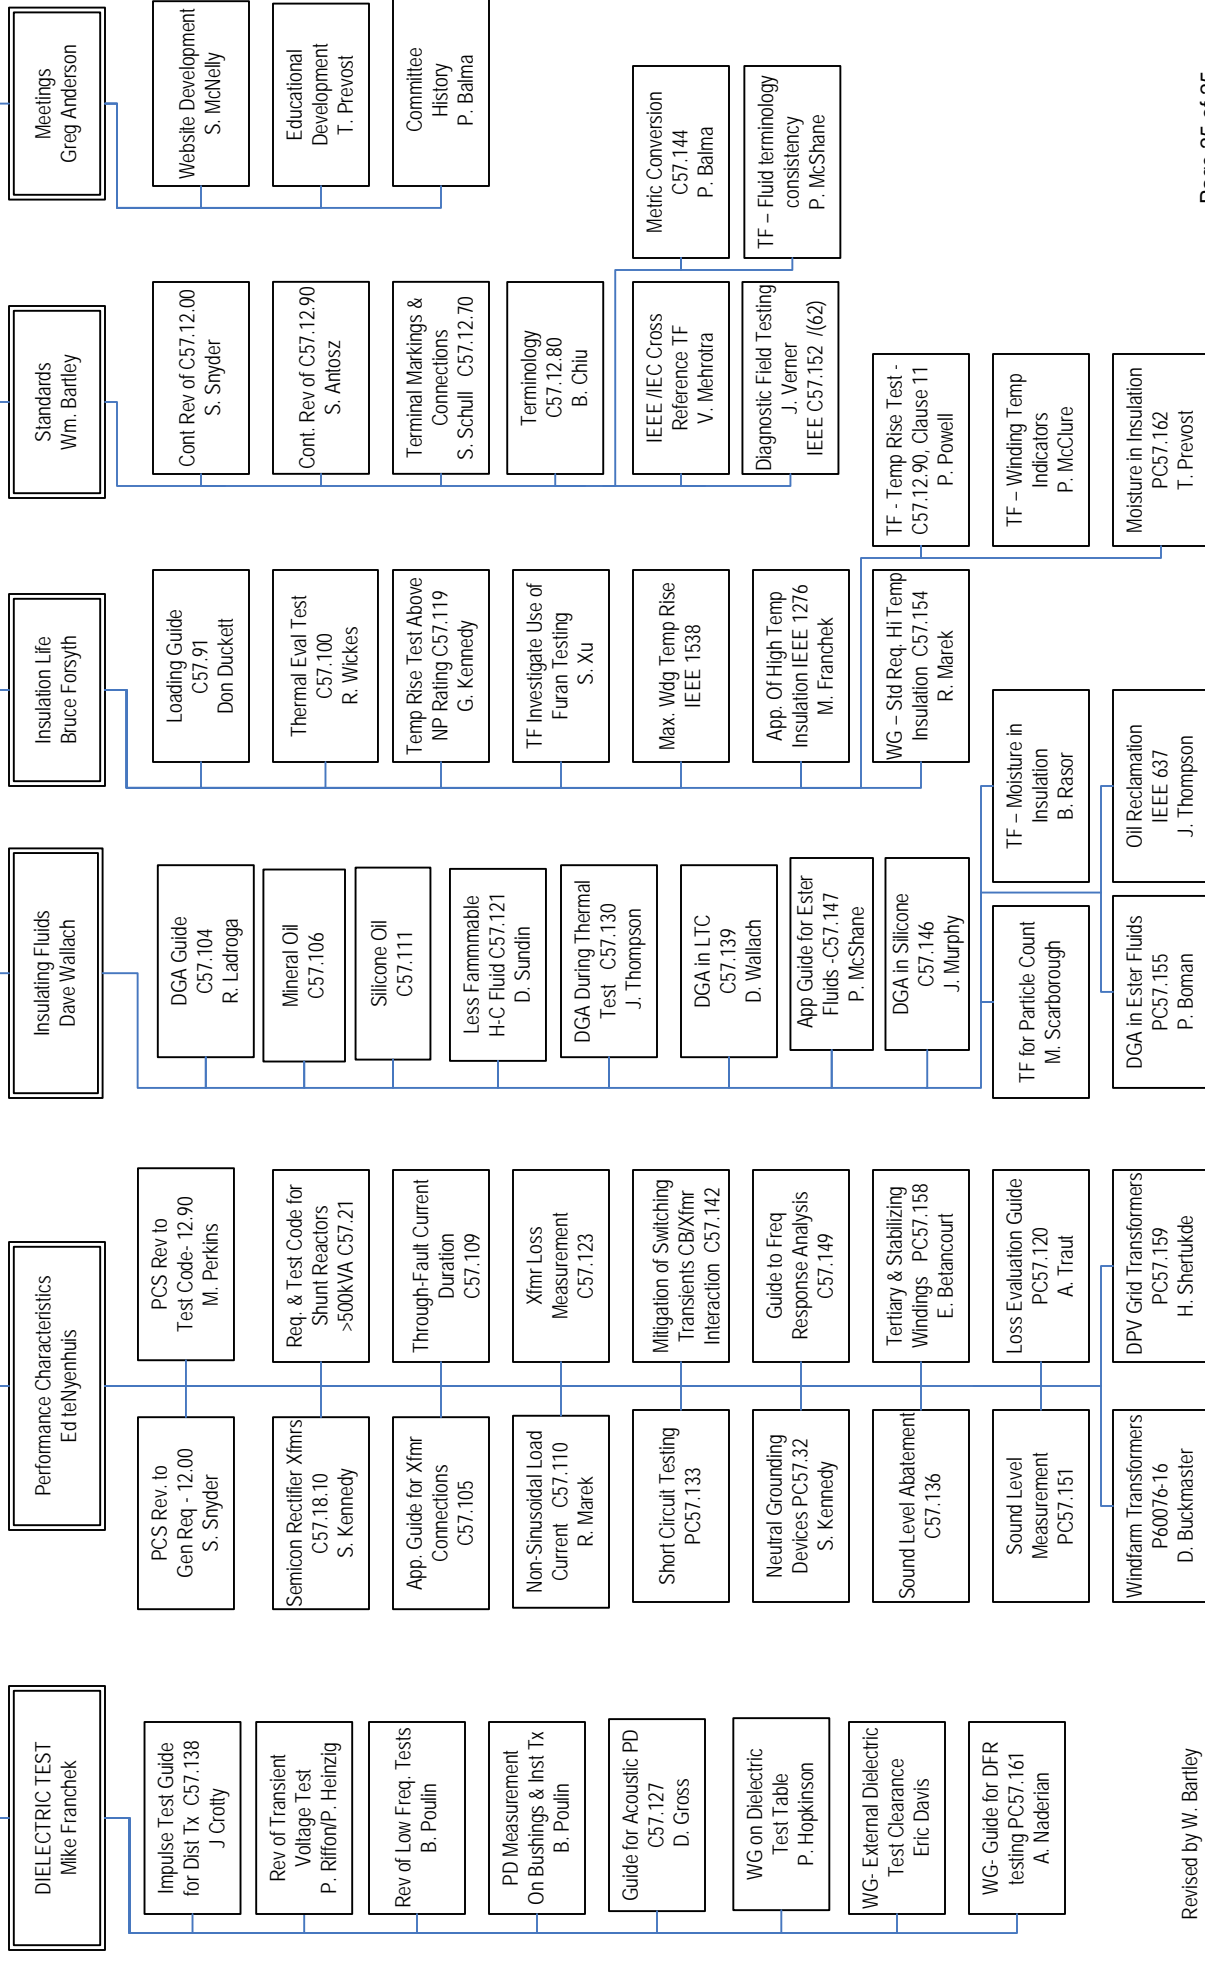 DIELECTRIC TEST
Mike Franchek
Impulse Test Guide
for Dist Tx C57.138
J Crotty
Rev of Transient
Voltage Test
P. Riffon/P. Heinzig
Rev of Low Freq. Tests
B. Poulin
PD Measurement
On Bushings & Inst Tx
B. Poulin
Guide for Acoustic PD
C57.127
D. Gross
WG on Dielectric
Test Table
P. Hopkinson
WG- External Dielectric
Test Clearance
Eric Davis
WG- Guide for DFR
testing PC57.161
A. Naderian
Performance Characteristics
Ed teNyenhuis
PCS Rev. to
Gen Req - 12.00
S. Snyder
PCS Rev to
Test Code- 12.90
M. Perkins
Semicon Rectifier Xfmrs
C57.18.10
S. Kennedy
Req. & Test Code for
Shunt Reactors
>500kVA C57.21
App. Guide for Xfmr
Connections
C57.105
Through-Fault Current
Duration
C57.109
Non-Sinusoidal Load
Current C57.110
R. Marek
Xfmr Loss
Measurement
C57.123
Short Circuit Testing
PC57.133
Mitigation of Switching
Transients CB/Xfmr
Interaction C57.142
Neutral Grounding
Devices PC57.32
S. Kennedy
Guide to Freq
Response Analysis
C57.149
Sound Level Abatement
C57.136
Tertiary & Stabilizing
Windings PC57.158
E. Betancourt
Sound Level
Measurement
PC57.151
Loss Evaluation Guide
PC57.120
A. Traut
Windfarm Transformers
P60076-16
D. Buckmaster
DPV Grid Transformers
PC57.159
H. Shertukde
Insulating Fluids
Dave Wallach
DGA Guide
C57.104
R. Ladroga
Mineral Oil
C57.106
Silicone Oil
C57.111
Less Fammmable
H-C Fluid C57.121
D. Sundin
DGA During Thermal
Test C57.130
J. Thompson
DGA in LTC
C57.139
D. Wallach
App Guide for Ester
Fluids -C57.147
P. McShane
DGA in Silicone
C57.146
J. Murphy
TF for Particle Count
M. Scarborough
TF – Moisture in
Insulation
B. Rasor
DGA in Ester Fluids
PC57.155
P. Boman
Oil Reclamation
IEEE 637
J. Thompson
Insulation Life
Bruce Forsyth
Loading Guide
C57.91
Don Duckett
Thermal Eval Test
C57.100
R. Wickes
Temp Rise Test Above
NP Rating C57.119
G. Kennedy
TF Investigate Use of
Furan Testing
S. Xu
Max. Wdg Temp Rise
IEEE 1538
App. Of High Temp
Insulation IEEE 1276
M. Franchek
WG – Std Req. Hi Temp
Insulation C57.154
R. Marek
TF - Temp Rise Test -
C57.12.90, Clause 11
P. Powell
TF – Winding Temp
Indicators
P. McClure
Moisture in Insulation
PC57.162
T. Prevost
Standards
Wm. Bartley
Cont Rev of C57.12.00
S. Snyder
Cont. Rev of C57.12.90
S. Antosz
Terminal Markings &
Connections
S. Schull C57.12.70
Terminology
C57.12.80
B. Chiu
IEEE /IEC Cross
Reference TF
V. Mehrotra
Diagnostic Field Testing
J. Verner
IEEE C57.152 /(62)
Metric Conversion
C57.144
P. Balma
TF – Fluid terminology
consistency
P. McShane
Meetings
Greg Anderson
Website Development
S. McNelly
Educational
Development
T. Prevost
Committee
History
P. Balma
Revised by W. Bartley